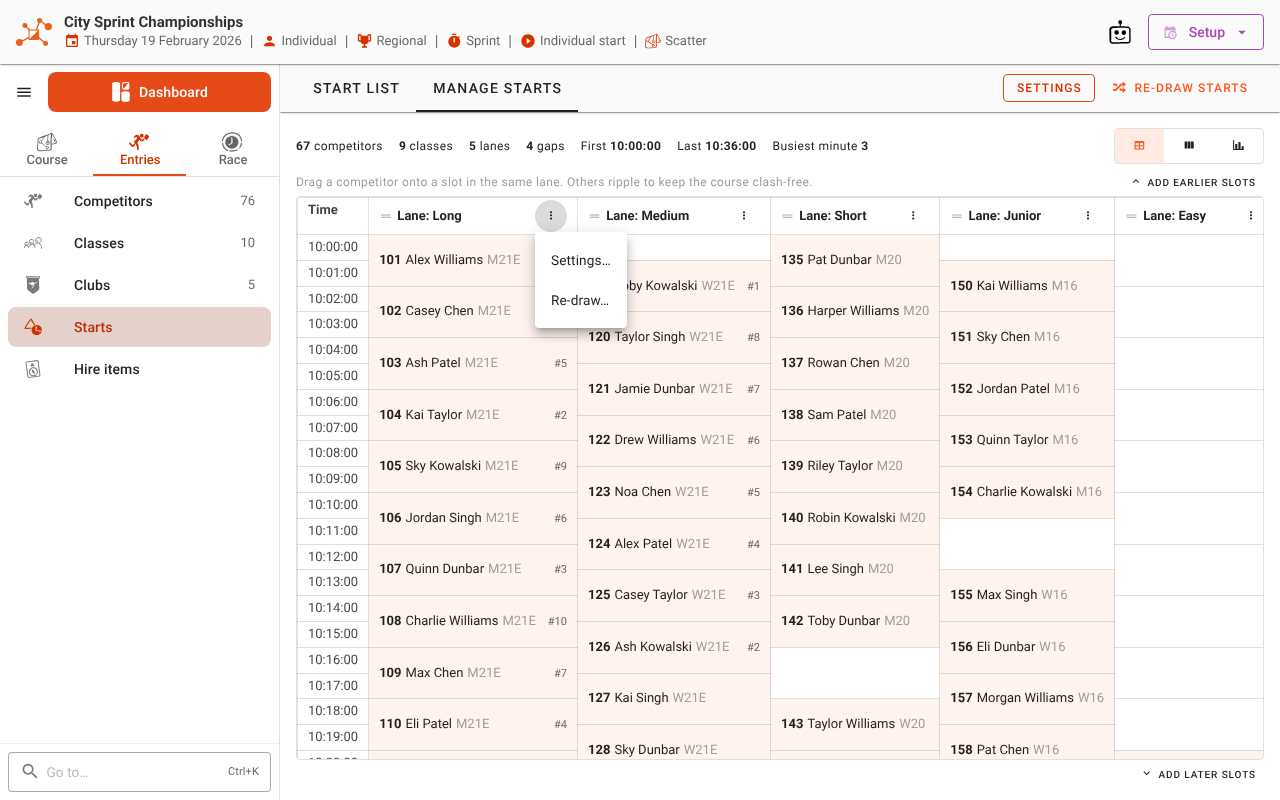 City Sprint Championships
Thursday 19 February 2026 | Individual | Regional | Sprint | Individual start | Scatter
Setup
Dashboard
START LIST
MANAGE STARTS
SETTINGS
RE-DRAW STARTS
Course
Entries
Race
67 competitors 9 classes 5 lanes 4 gaps First 10:00:00 Last 10:36:00 Busiest minute 3
Drag a competitor onto a slot in the same lane. Others ripple to keep the course clash-free.
ADD EARLIER SLOTS
Competitors 76
Classes 10
Clubs 5
Starts
Hire items
Time
Lane: Long
Lane: Medium
Lane: Short
Lane: Junior
Lane: Easy
Settings...
Re-draw...
10:00:00
10:01:00
10:02:00
10:03:00
10:04:00
10:05:00
10:06:00
10:07:00
10:08:00
10:09:00
10:10:00
10:11:00
10:12:00
10:13:00
10:14:00
10:15:00
10:16:00
10:17:00
10:18:00
10:19:00
101 Alex Williams M21E
102 Casey Chen M21E
103 Ash Patel M21E #5
104 Kai Taylor M21E #2
105 Sky Kowalski M21E #9
106 Jordan Singh M21E #6
107 Quinn Dunbar M21E #3
108 Charlie Williams M21E #10
109 Max Chen M21E #7
110 Eli Patel M21E #4
Kowalski W21E #1
120 Taylor Singh W21E #8
121 Jamie Dunbar W21E #7
122 Drew Williams W21E #6
123 Noa Chen W21E #5
124 Alex Patel W21E #4
125 Casey Taylor W21E #3
126 Ash Kowalski W21E #2
127 Kai Singh W21E
128 Sky Dunbar W21E
135 Pat Dunbar M20
136 Harper Williams M20
137 Rowan Chen M20
138 Sam Patel M20
139 Riley Taylor M20
140 Robin Kowalski M20
141 Lee Singh M20
142 Toby Dunbar M20
143 Taylor Williams W20
150 Kai Williams M16
151 Sky Chen M16
152 Jordan Patel M16
153 Quinn Taylor M16
154 Charlie Kowalski M16
155 Max Singh W16
156 Eli Dunbar W16
157 Morgan Williams W16
158 Pat Chen W16
Go to... Ctrl+K
ADD LATER SLOTS